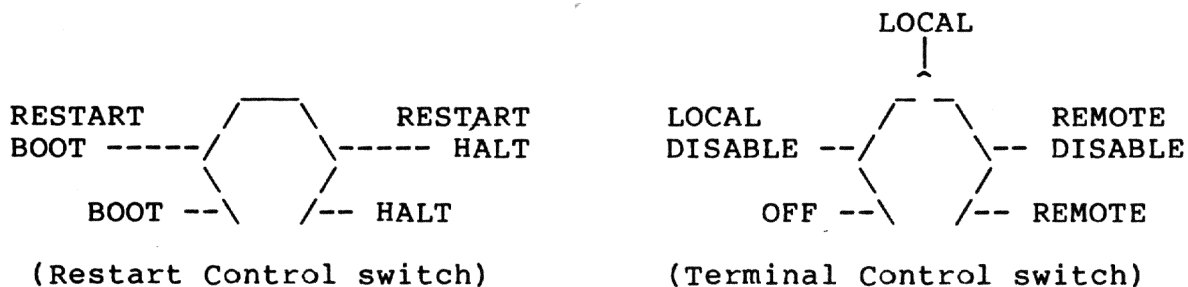 LOCAL
RESTART RESTART LOCAL REMOTE
BOOT HALT DISABLE DISABLE
BOOT HALT OFF REMOTE
(Restart Control switch) (Terminal Control switch)